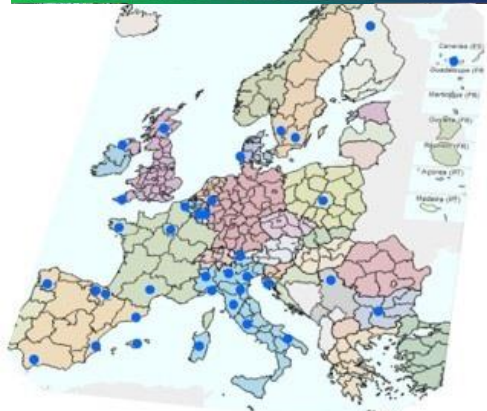 Canarias (ES)
Guadeloupe (FR)
Martinique (FR)
Guyane (FR)
Réunion (FR)
Açores (PT)
Madeira (PT)